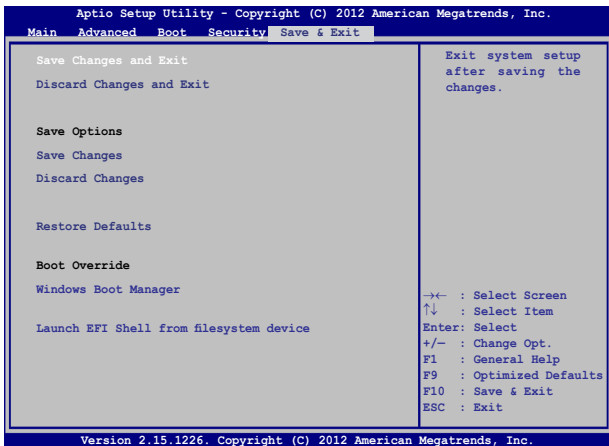 Aptio Setup Utility - Copyright (C) 2012 American Megatrends, Inc.
Main Advanced Boot Security Save & Exit
Save Changes and Exit
Discard Changes and Exit
Save Options
Save Changes
Discard Changes
Restore Defaults
Boot Override
Windows Boot Manager
Launch EFI Shell from filesystem device
Exit system setup
after saving the
changes.
→← : Select Screen
↑↓ : Select Item
Enter: Select
+/— : Change Opt.
F1 : General Help
F9 : Optimized Defaults
F10 : Save & Exit
ESC : Exit
Version 2.15.1226. Copyright (C) 2012 American Megatrends, Inc.